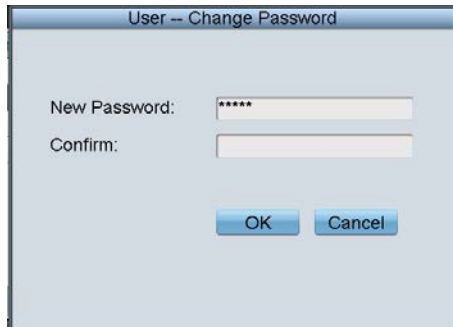 User -- Change Password
New Password: *****
Confirm:
OK Cancel